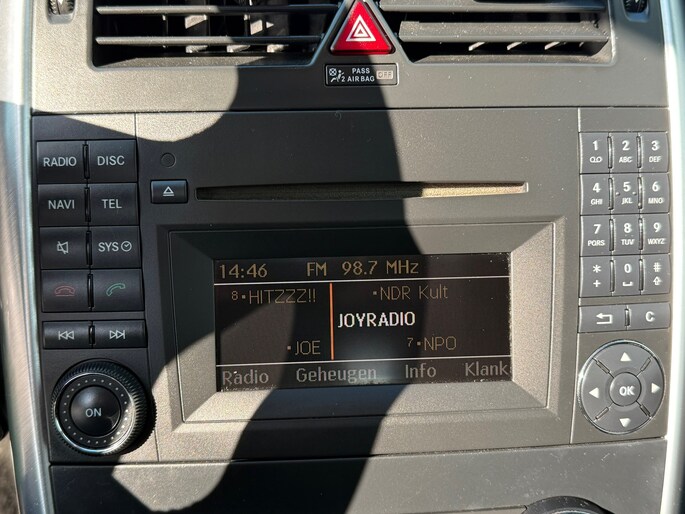 PASS
2 AIRBAG OFF
RADIO DISC
NAVI TEL
SYS
ON
14:46 FM 98.7 MHz
8 HITZZZ!! NDR Kult
JOYRADIO
JOE 7 NPO
Radio Geheugen Info Klank
1 2 ABC 3 DEF
4 GHI 5 JKL 6 MNO
7 PQRS 8 TUV 9 WXYZ
* + 0 #
C
OK